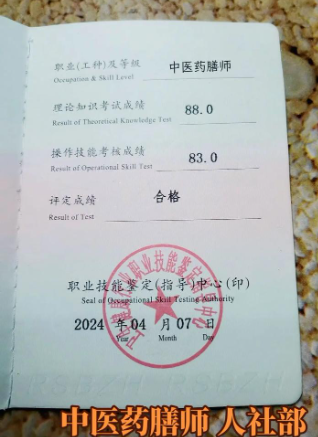 职业(工种)及等级 中医药膳师
Occupation & Skill Level
理论知识考试成绩 88.0
Result of Theoretical Knowledge Test
操作技能考核成绩 83.0
Result of Operational Skill Test
评定成绩 合格
Result of Test
职业技能鉴定(指导)中心(印)
Seal of Occupational Skill Testing Authority
2024 年 04 月 07 日
Year Month Day
中医药膳师 人社部